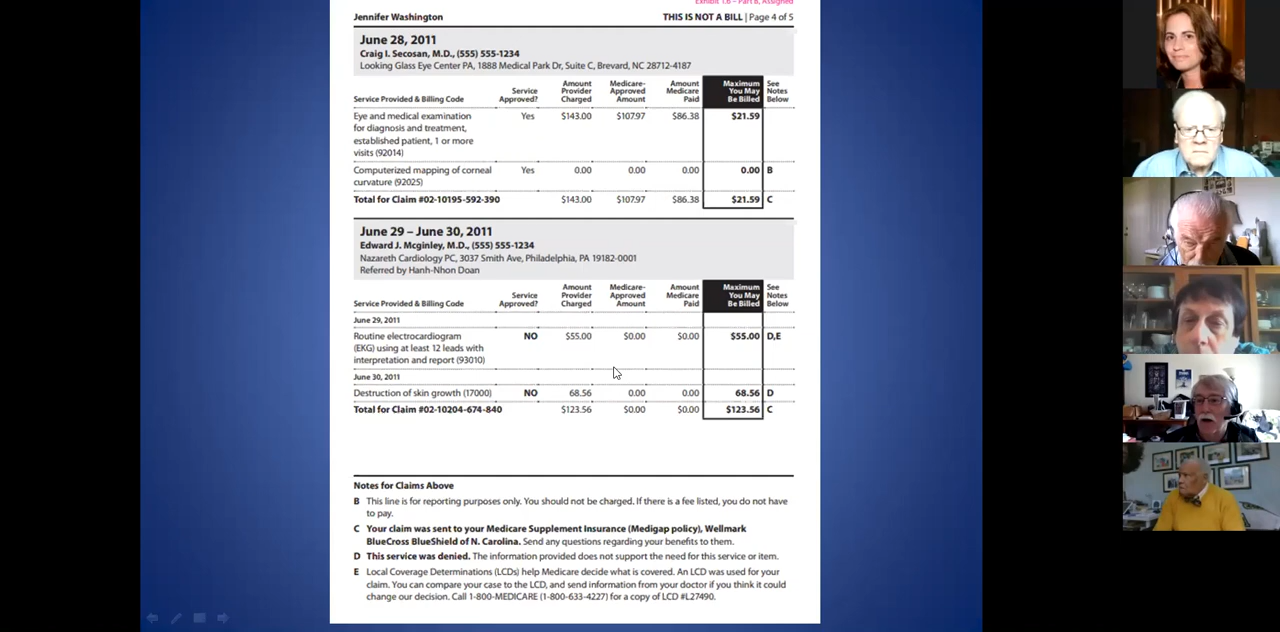 Exhibit 1.6 – Part B, Assigned
Jennifer Washington THIS IS NOT A BILL | Page 4 of 5
June 28, 2011
Craig I. Secosan, M.D., (555) 555-1234
Looking Glass Eye Center PA, 1888 Medical Park Dr, Suite C, Brevard, NC 28712-4187
Service Provided & Billing Code Service Approved? Amount Provider Charged Medicare-Approved Amount Amount Medicare Paid Maximum You May Be Billed See Notes Below
Eye and medical examination Yes $143.00 $107.97 $86.38 $21.59
for diagnosis and treatment,
established patient, 1 or more
visits (92014)
Computerized mapping of corneal Yes 0.00 0.00 0.00 0.00 B
curvature (92025)
Total for Claim #02-10195-592-390 $143.00 $107.97 $86.38 $21.59 C
June 29 – June 30, 2011
Edward J. Mcginley, M.D., (555) 555-1234
Nazareth Cardiology PC, 3037 Smith Ave, Philadelphia, PA 19182-0001
Referred by Hanh-Nhon Doan
Service Provided & Billing Code Service Approved? Amount Provider Charged Medicare-Approved Amount Amount Medicare Paid Maximum You May Be Billed See Notes Below
June 29, 2011
Routine electrocardiogram NO $55.00 $0.00 $0.00 $55.00 D,E
(EKG) using at least 12 leads with
interpretation and report (93010)
June 30, 2011
Destruction of skin growth (17000) NO 68.56 0.00 0.00 68.56 D
Total for Claim #02-10204-674-840 $123.56 $0.00 $0.00 $123.56 C
Notes for Claims Above
B This line is for reporting purposes only. You should not be charged. If there is a fee listed, you do not have
to pay.
C Your claim was sent to your Medicare Supplement Insurance (Medigap policy), Wellmark
BlueCross BlueShield of N. Carolina. Send any questions regarding your benefits to them.
D This service was denied. The information provided does not support the need for this service or item.
E Local Coverage Determinations (LCDs) help Medicare decide what is covered. An LCD was used for your
claim. You can compare your case to the LCD, and send information from your doctor if you think it could
change our decision. Call 1-800-MEDICARE (1-800-633-4227) for a copy of LCD #L27490.